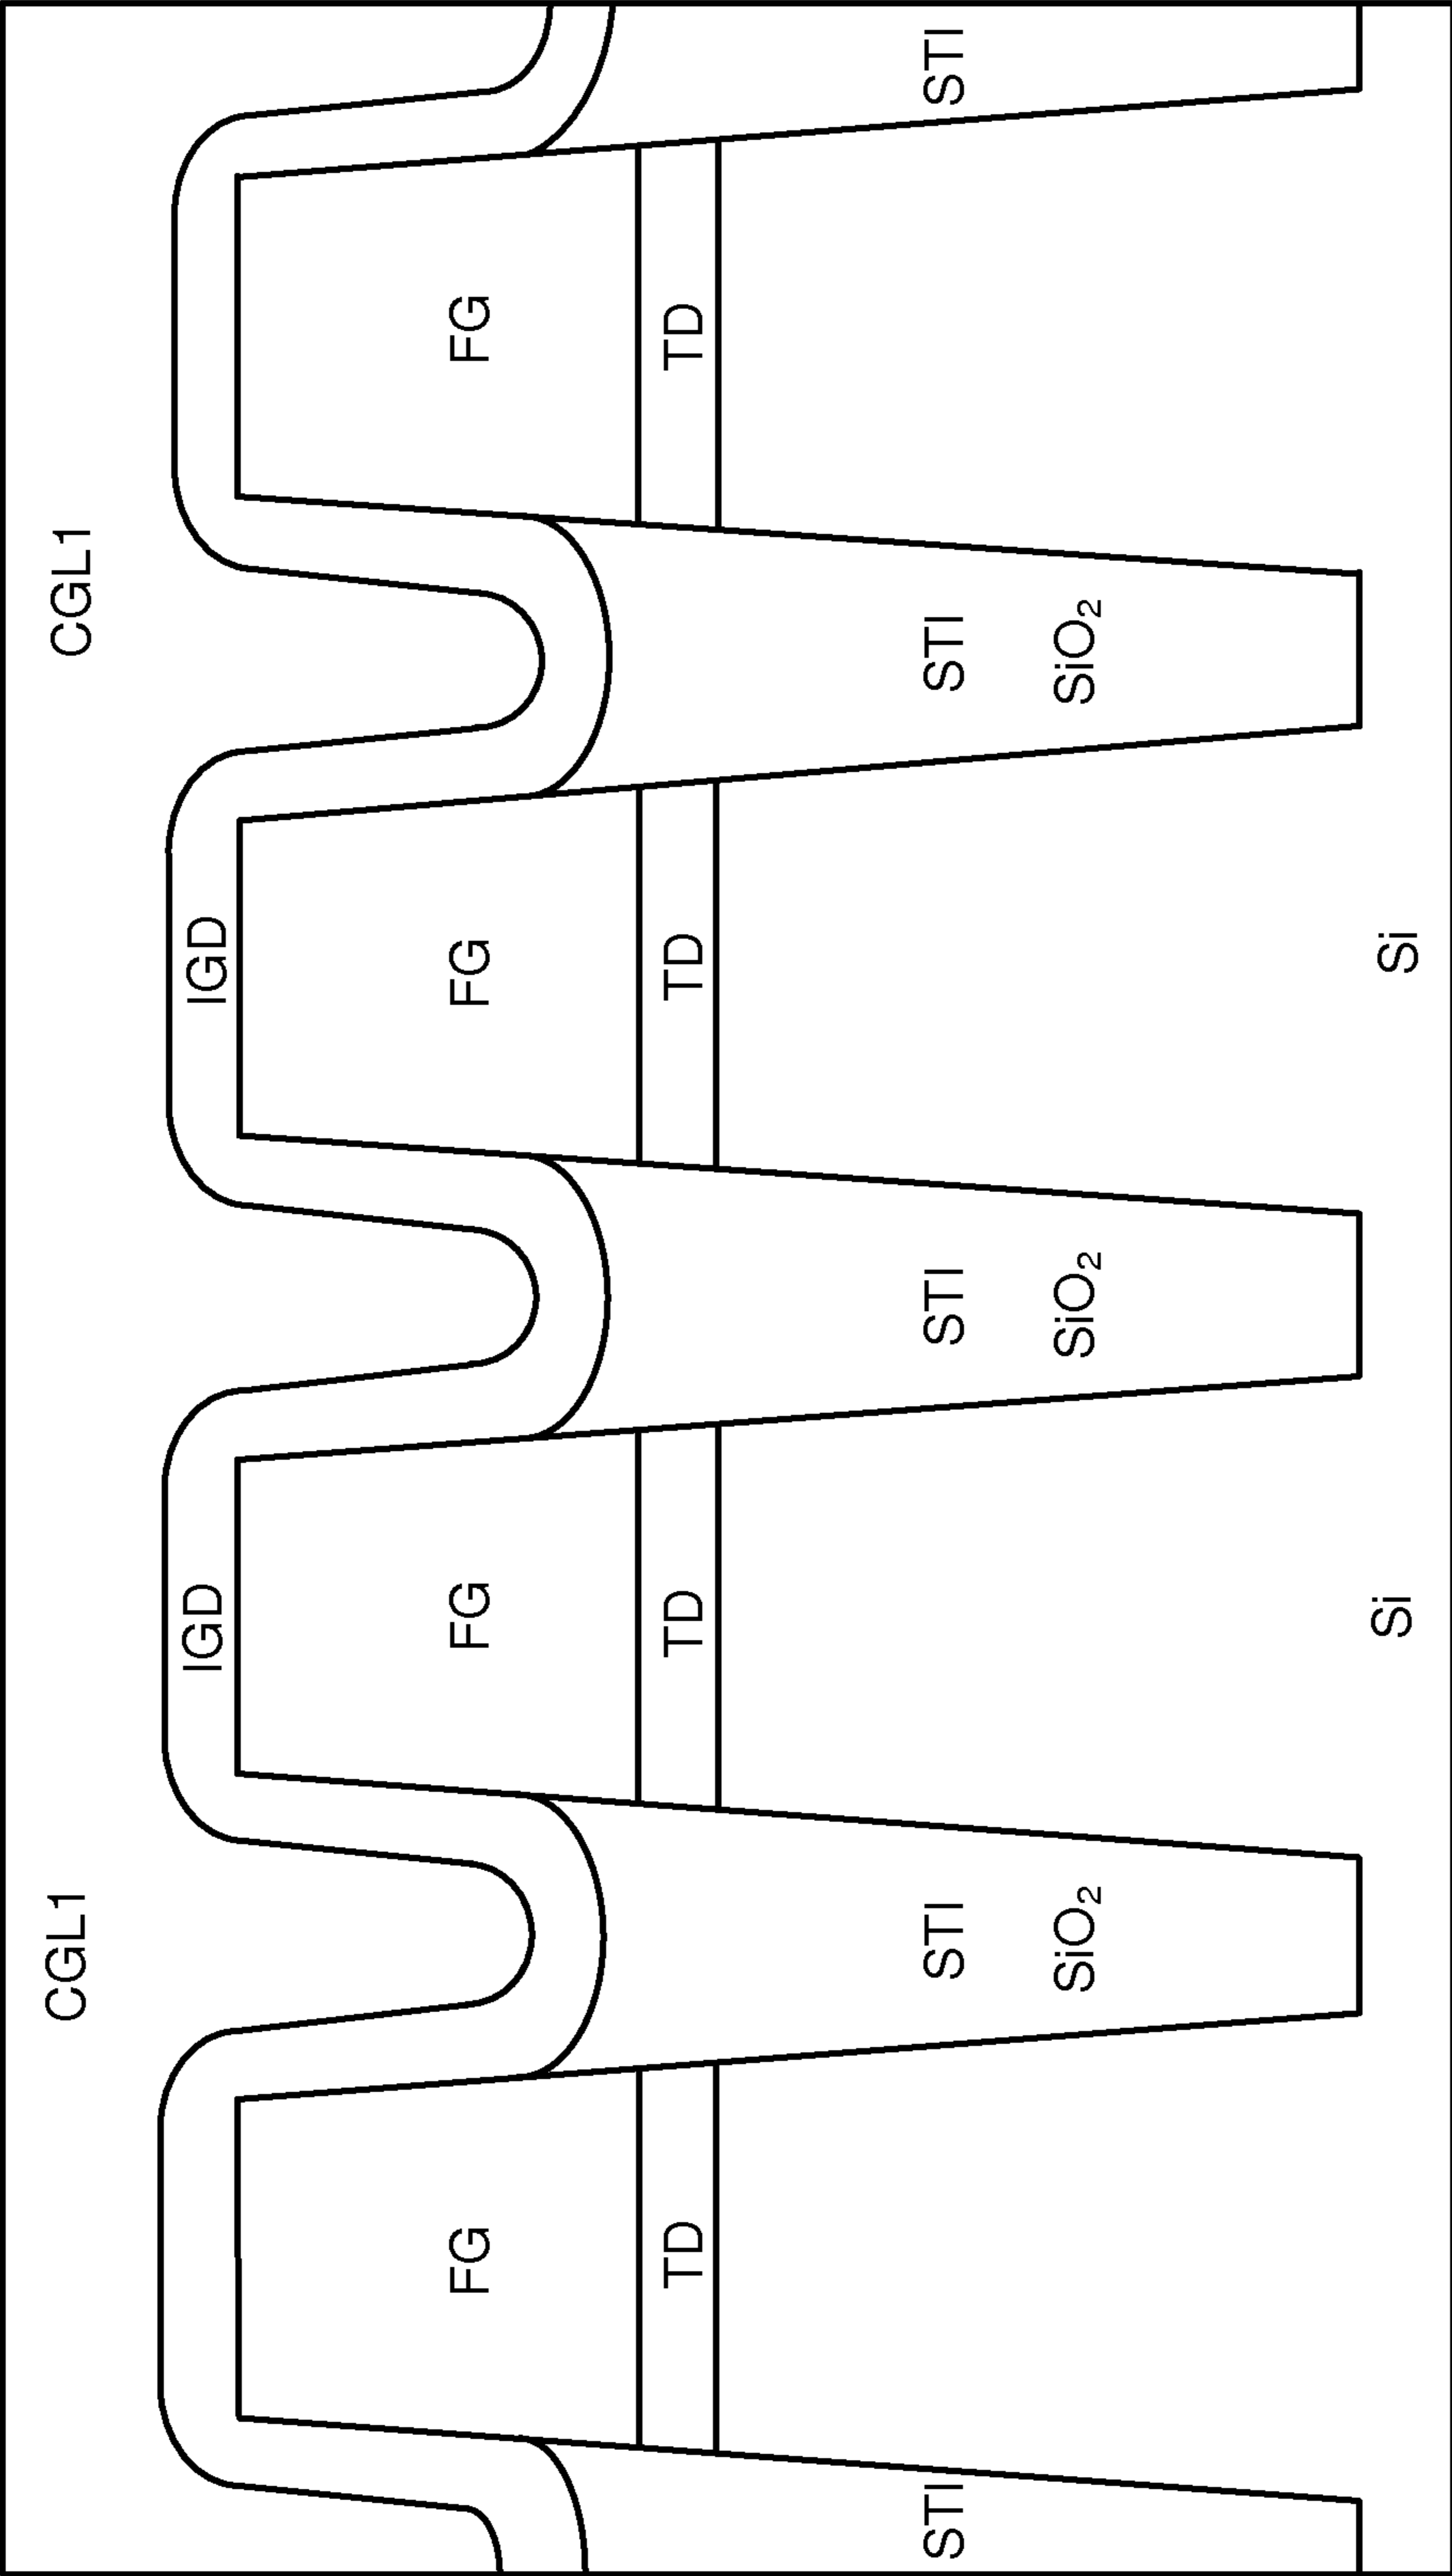 CGL1 CGL1
IGD IGD
FG FG FG FG
TD TD TD TD
STI STI STI STI STI
SiO₂ SiO₂ SiO₂
Si Si